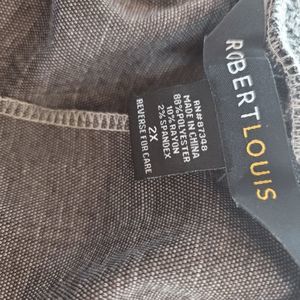 ROBERTLOUIS
RN# 87348
MADE IN CHINA
88% POLYESTER
10% RAYON
2% SPANDEX
2X
REVERSE FOR CARE